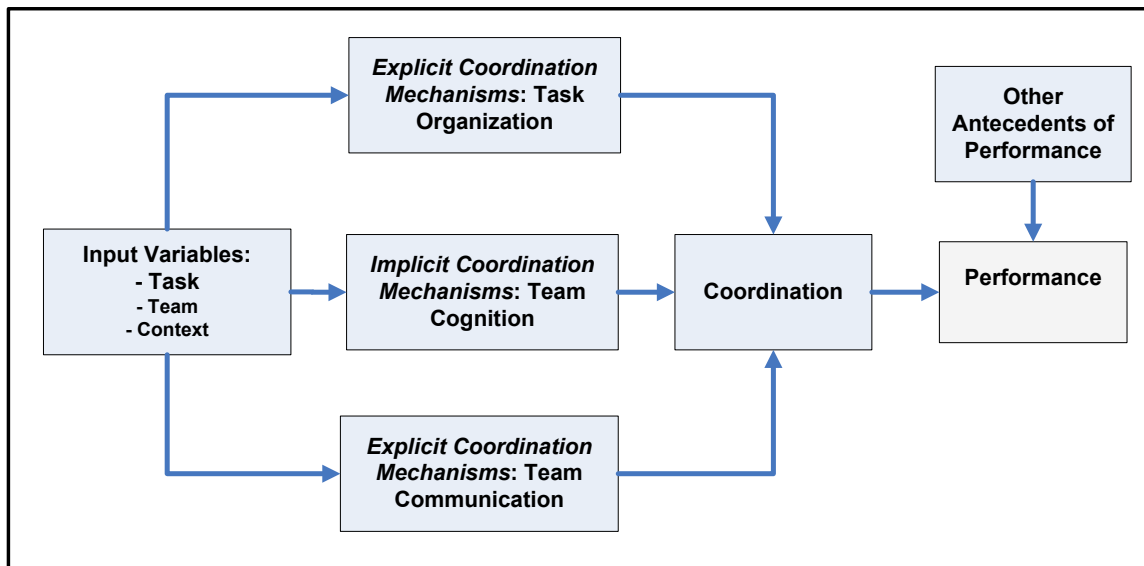 Explicit Coordination
Mechanisms: Task
Organization
Other
Antecedents of
Performance
Input Variables:
- Task
- Team
- Context
Implicit Coordination
Mechanisms: Team
Cognition
Coordination
Performance
Explicit Coordination
Mechanisms: Team
Communication